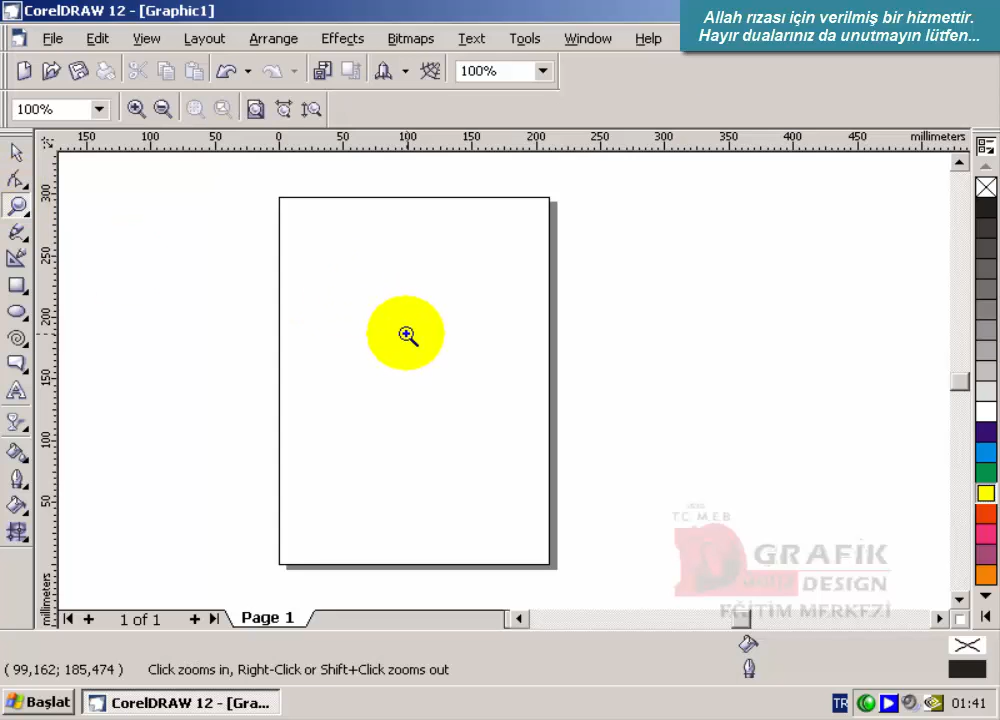 CorelDRAW 12 - [Graphic1]
Allah rızası için verilmiş bir hizmettir.
Hayır dualarınız da unutmayın lütfen...
File Edit View Layout Arrange Effects Bitmaps Text Tools Window Help
100%
100%
150 100 50 0 50 100 150 200 250 300 350 400 450 millimeters
300
250
200
150
100
50
millimeters
T.C. M.E.B
GRAFİK
DESIGN
EĞİTİM MERKEZİ
1 of 1 Page 1
( 99,162; 185,474 ) Click zooms in, Right-Click or Shift+Click zooms out
Başlat CorelDRAW 12 - [Gra... TR 01:41